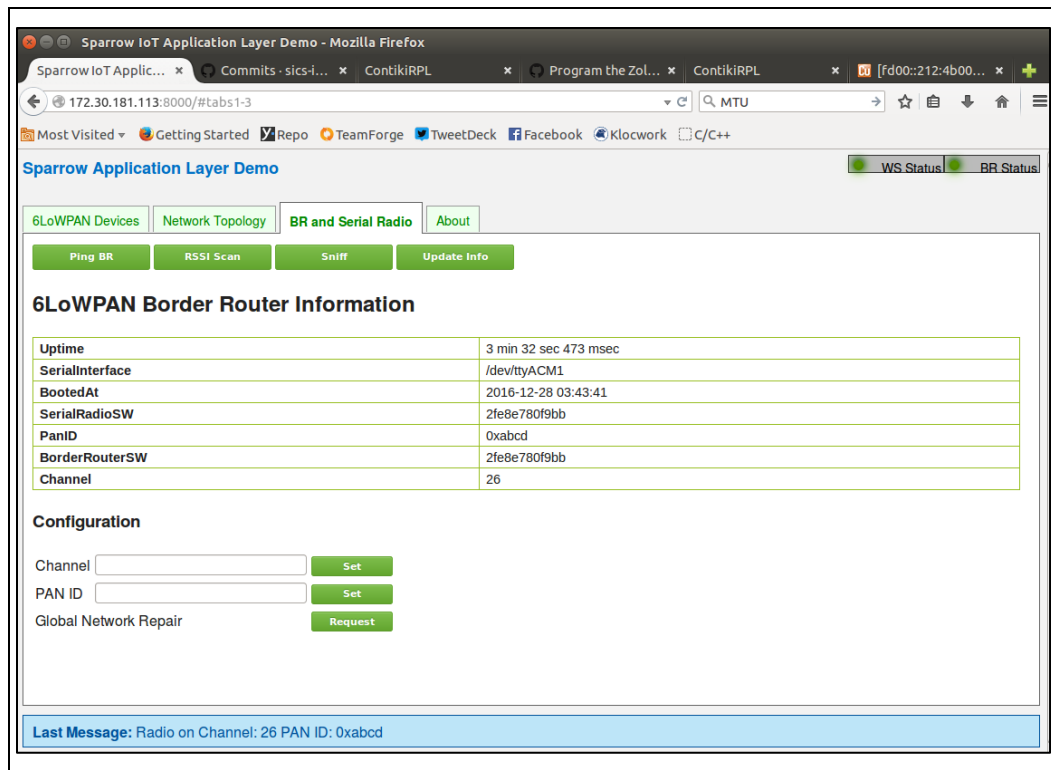 Sparrow IoT Application Layer Demo - Mozilla Firefox
Sparrow IoT Applic... × Commits · sics-i... × ContikiRPL × Program the Zol... × ContikiRPL × [fd00::212:4b00... ×
172.30.181.113:8000/#tabs1-3 MTU
Most Visited Getting Started Repo TeamForge TweetDeck Facebook Klocwork C/C++
Sparrow Application Layer Demo WS Status BR Status
6LoWPAN Devices Network Topology BR and Serial Radio About
Ping BR RSSI Scan Sniff Update Info
6LoWPAN Border Router Information
Uptime 3 min 32 sec 473 msec
SerialInterface /dev/ttyACM1
BootedAt 2016-12-28 03:43:41
SerialRadioSW 2fe8e780f9bb
PanID 0xabcd
BorderRouterSW 2fe8e780f9bb
Channel 26
Configuration
Channel Set
PAN ID Set
Global Network Repair Request
Last Message: Radio on Channel: 26 PAN ID: 0xabcd